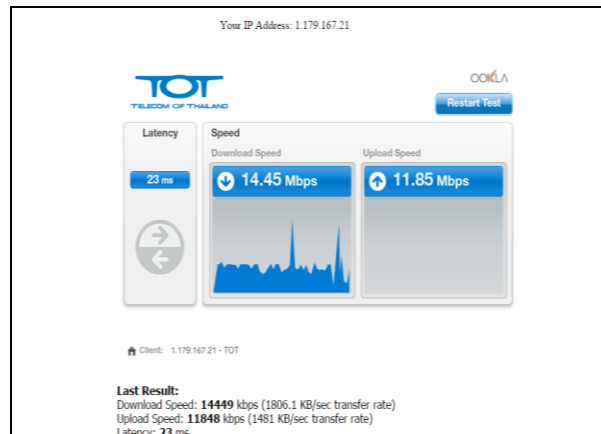 Your IP Address: 1.179.167.21
TOT
TELECOM OF THAILAND
OOKLA
Restart Test
Latency
Speed
Download Speed
Upload Speed
23 ms
14.45 Mbps
11.85 Mbps
Client: 1.179.167.21 - TOT
Last Result:
Download Speed: 14449 kbps (1806.1 KB/sec transfer rate)
Upload Speed: 11848 kbps (1481 KB/sec transfer rate)
Latency: 23 ms